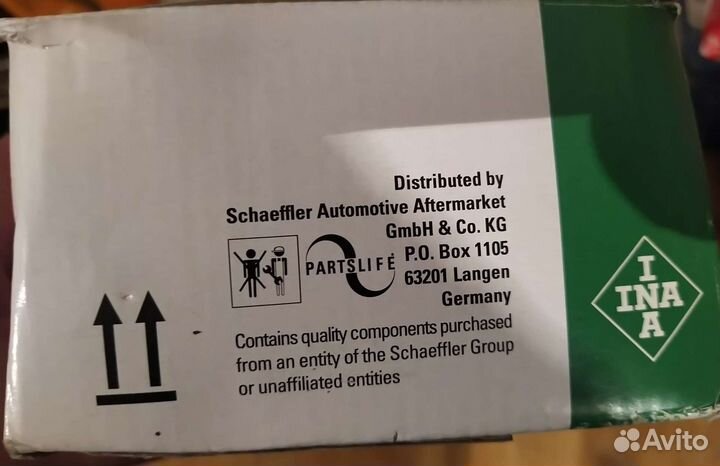 Distributed by
Schaeffler Automotive Aftermarket
GmbH & Co. KG
P.O. Box 1105
63201 Langen
Germany
PARTSLIFE
Contains quality components purchased
from an entity of the Schaeffler Group
or unaffiliated entities
I
INA
A
Avito